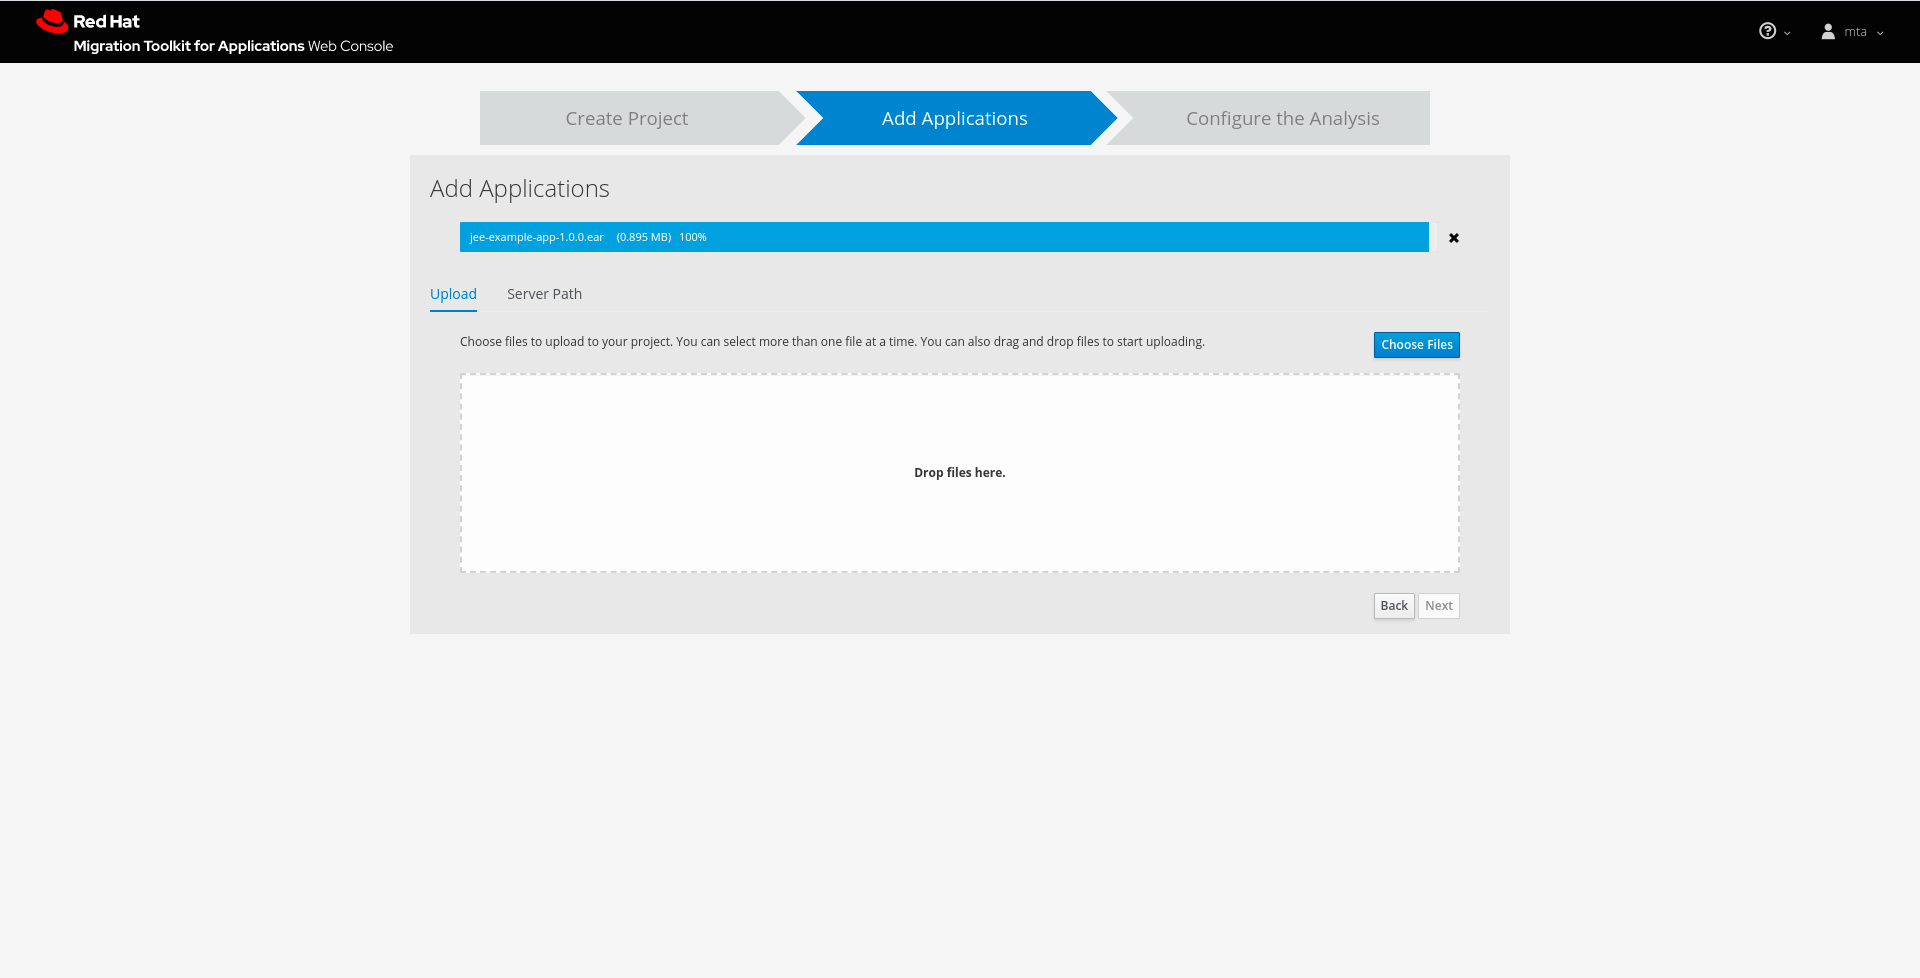 Red Hat
Migration Toolkit for Applications Web Console
mta
Create Project
Add Applications
Configure the Analysis
Add Applications
jee-example-app-1.0.0.ear (0.895 MB) 100%
Upload
Server Path
Choose files to upload to your project. You can select more than one file at a time. You can also drag and drop files to start uploading.
Choose Files
Drop files here.
Back
Next